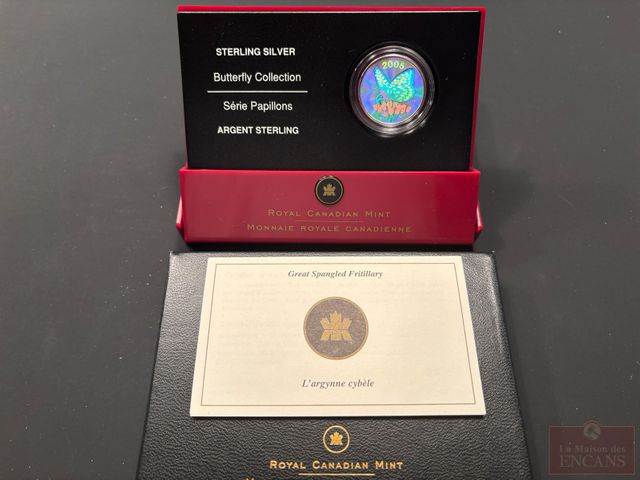 STERLING SILVER
Butterfly Collection
Série Papillons
ARGENT STERLING
2005
ROYAL CANADIAN MINT
MONNAIE ROYALE CANADIENNE
Great Spangled Fritillary
L'argynne cybèle
ROYAL CANADIAN MINT
La Maison des
ENCANS